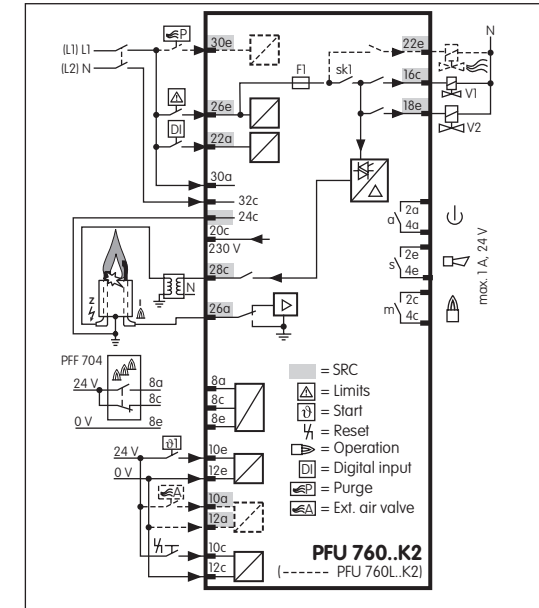 (L1) L1
(L2) N
P
30e
22e
N
16c
V1
F1
sk1
26e
18e
V2
DI
22a
30a
32c
24c
20c
230 V
28c
N
26a
z
I
a
2a
4a
s
2e
4e
m
2c
4c
max. 1 A, 24 V
PFF 704
24 V
8a
8c
0 V
8e
8a
8c
8e
= SRC
= Limits
ϑ = Start
= Reset
= Operation
DI = Digital input
P = Purge
A = Ext. air valve
24 V
ϑ1
10e
0 V
12e
A
10a
12a
10c
12c
PFU 760..K2
(----- PFU 760L..K2)